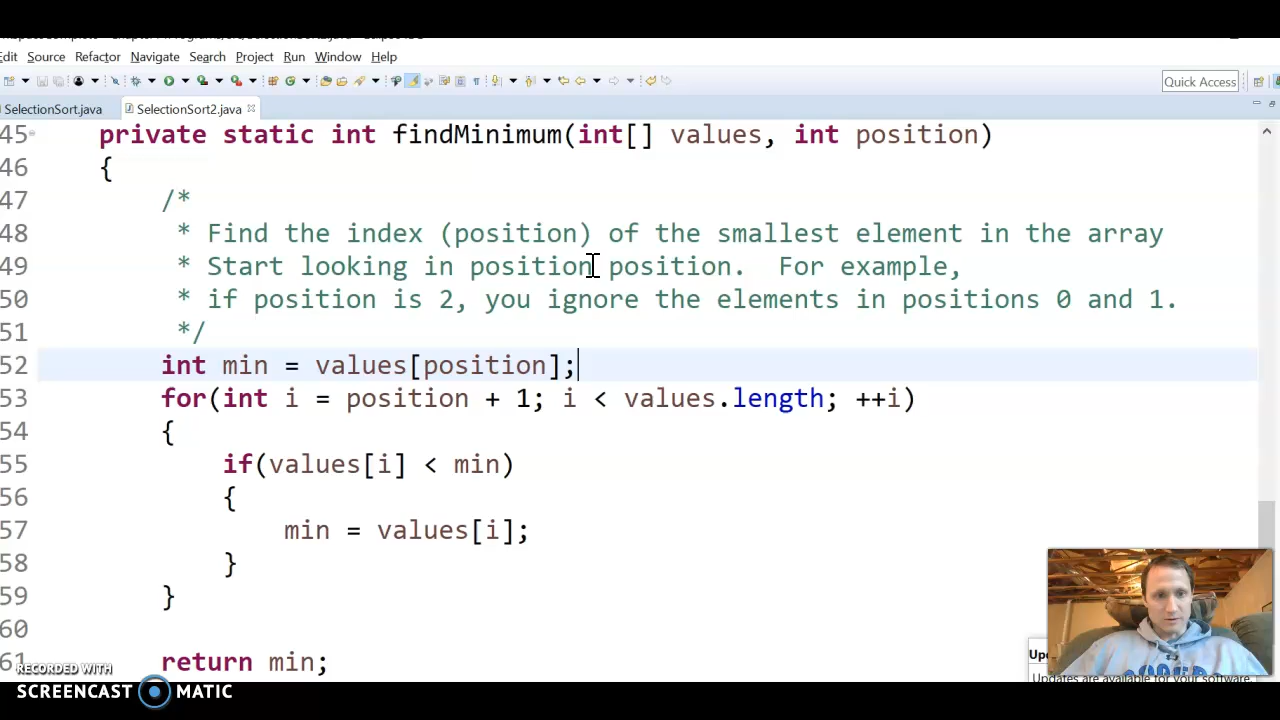 Edit Source Refactor Navigate Search Project Run Window Help
Quick Access
SelectionSort.java SelectionSort2.java
45 private static int findMinimum(int[] values, int position)
46 {
47 /*
48 * Find the index (position) of the smallest element in the array
49 * Start looking in position position. For example,
50 * if position is 2, you ignore the elements in positions 0 and 1.
51 */
52 int min = values[position];
53 for(int i = position + 1; i < values.length; ++i)
54 {
55 if(values[i] < min)
56 {
57 min = values[i];
58 }
59 }
60
61 return min;
RECORDED WITH
SCREENCAST MATIC
Updates are available for your software.